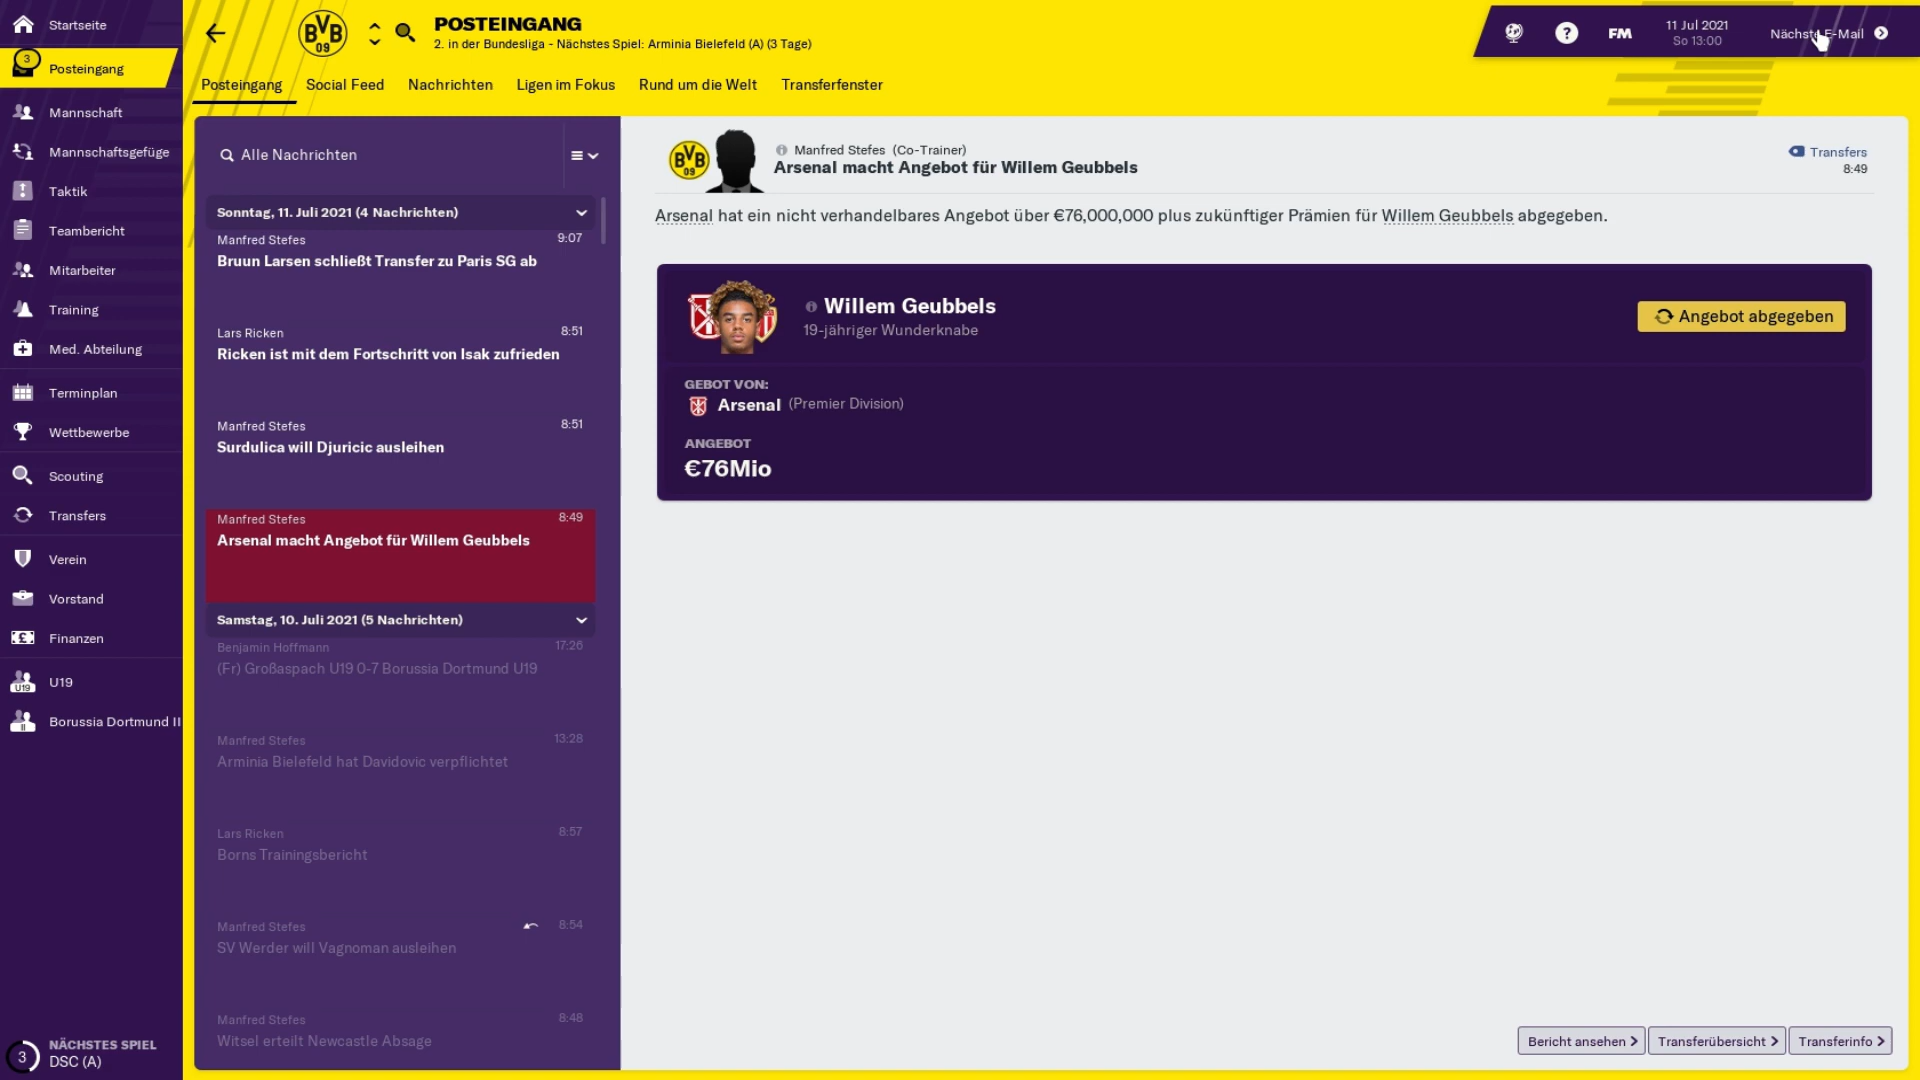 Startseite
3
Posteingang
Mannschaft
Mannschaftsgefüge
Taktik
Teambericht
Mitarbeiter
Training
Med. Abteilung
Terminplan
Wettbewerbe
Scouting
Transfers
Verein
Vorstand
Finanzen
U19
U19
Borussia Dortmund II
II
3
NÄCHSTES SPIEL
DSC (A)
BVB
09
POSTEINGANG
2. in der Bundesliga - Nächstes Spiel: Arminia Bielefeld (A) (3 Tage)
?
FM
11 Jul 2021
So 13:00
Nächste E-Mail
Posteingang
Social Feed
Nachrichten
Ligen im Fokus
Rund um die Welt
Transferfenster
Alle Nachrichten
Sonntag, 11. Juli 2021 (4 Nachrichten)
Manfred Stefes 9:07
Bruun Larsen schließt Transfer zu Paris SG ab
Lars Ricken 8:51
Ricken ist mit dem Fortschritt von Isak zufrieden
Manfred Stefes 8:51
Surdulica will Djuricic ausleihen
Manfred Stefes 8:49
Arsenal macht Angebot für Willem Geubbels
Samstag, 10. Juli 2021 (5 Nachrichten)
Benjamin Hoffmann 17:26
(Fr) Großaspach U19 0-7 Borussia Dortmund U19
Manfred Stefes 13:28
Arminia Bielefeld hat Davidovic verpflichtet
Lars Ricken 8:57
Borns Trainingsbericht
Manfred Stefes 8:54
SV Werder will Vagnoman ausleihen
Manfred Stefes 8:48
Witsel erteilt Newcastle Absage
BVB
09
Manfred Stefes (Co-Trainer)
Arsenal macht Angebot für Willem Geubbels
Transfers
8:49
Arsenal hat ein nicht verhandelbares Angebot über €76,000,000 plus zukünftiger Prämien für Willem Geubbels abgegeben.
Willem Geubbels
19-jähriger Wunderknabe
Angebot abgegeben
GEBOT VON:
Arsenal (Premier Division)
ANGEBOT
€76Mio
Bericht ansehen
Transferübersicht
Transferinfo